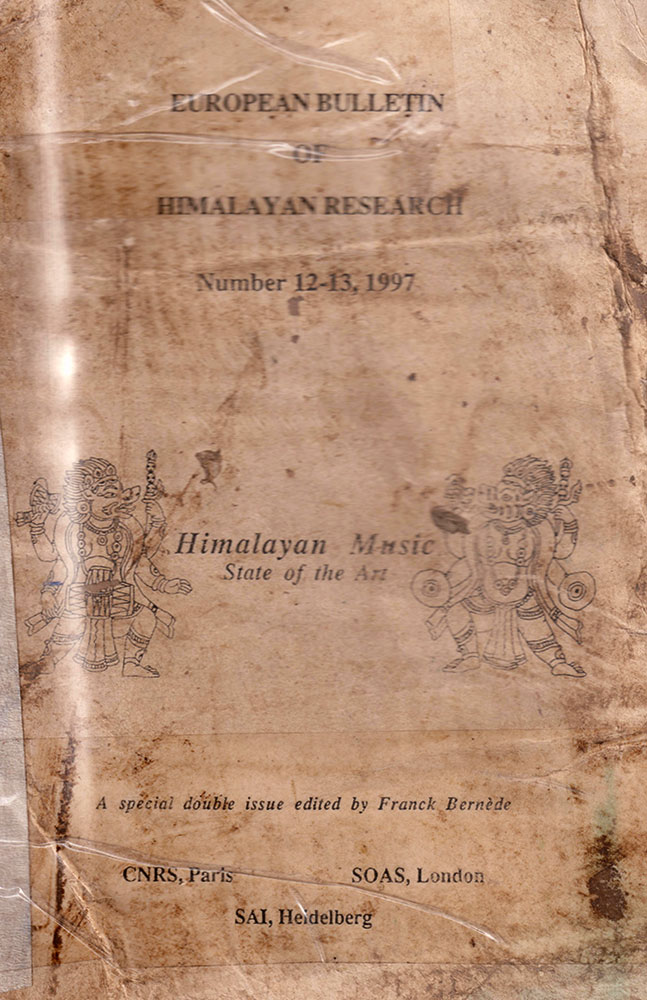 EUROPEAN BULLETIN
OF
HIMALAYAN RESEARCH
Number 12-13, 1997
Himalayan Music
State of the Art
A special double issue edited by Franck Bernède
CNRS, Paris SOAS, London
SAI, Heidelberg